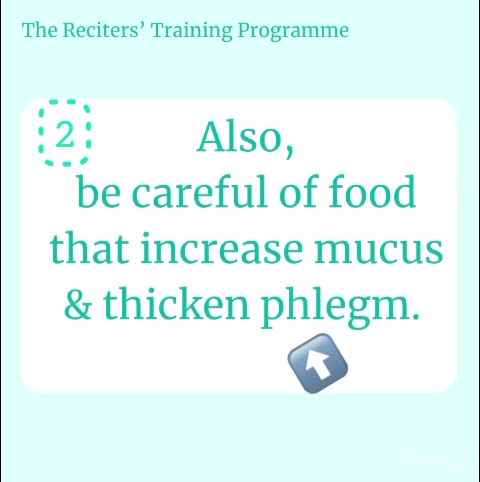 The Reciters’ Training Programme
2
Also,
be careful of food
that increase mucus
& thicken phlegm.